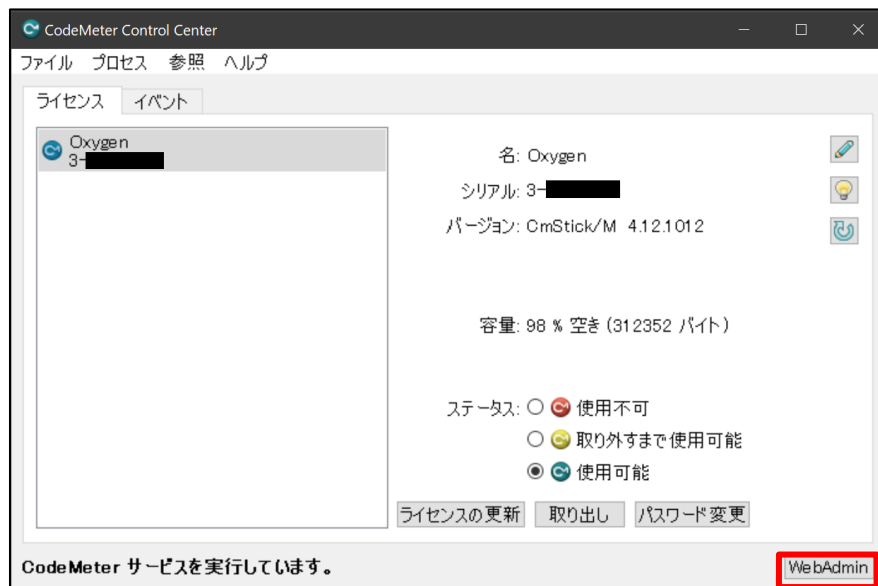 CodeMeter Control Center
ファイル プロセス 参照 ヘルプ
ライセンス イベント
Oxygen
3-
名: Oxygen
シリアル: 3-
バージョン: CmStick/M 4.12.1012
容量: 98 % 空き (312352 バイト)
ステータス: 使用不可
取り外すまで使用可能
使用可能
ライセンスの更新 取り出し パスワード変更
CodeMeter サービスを実行しています。 WebAdmin